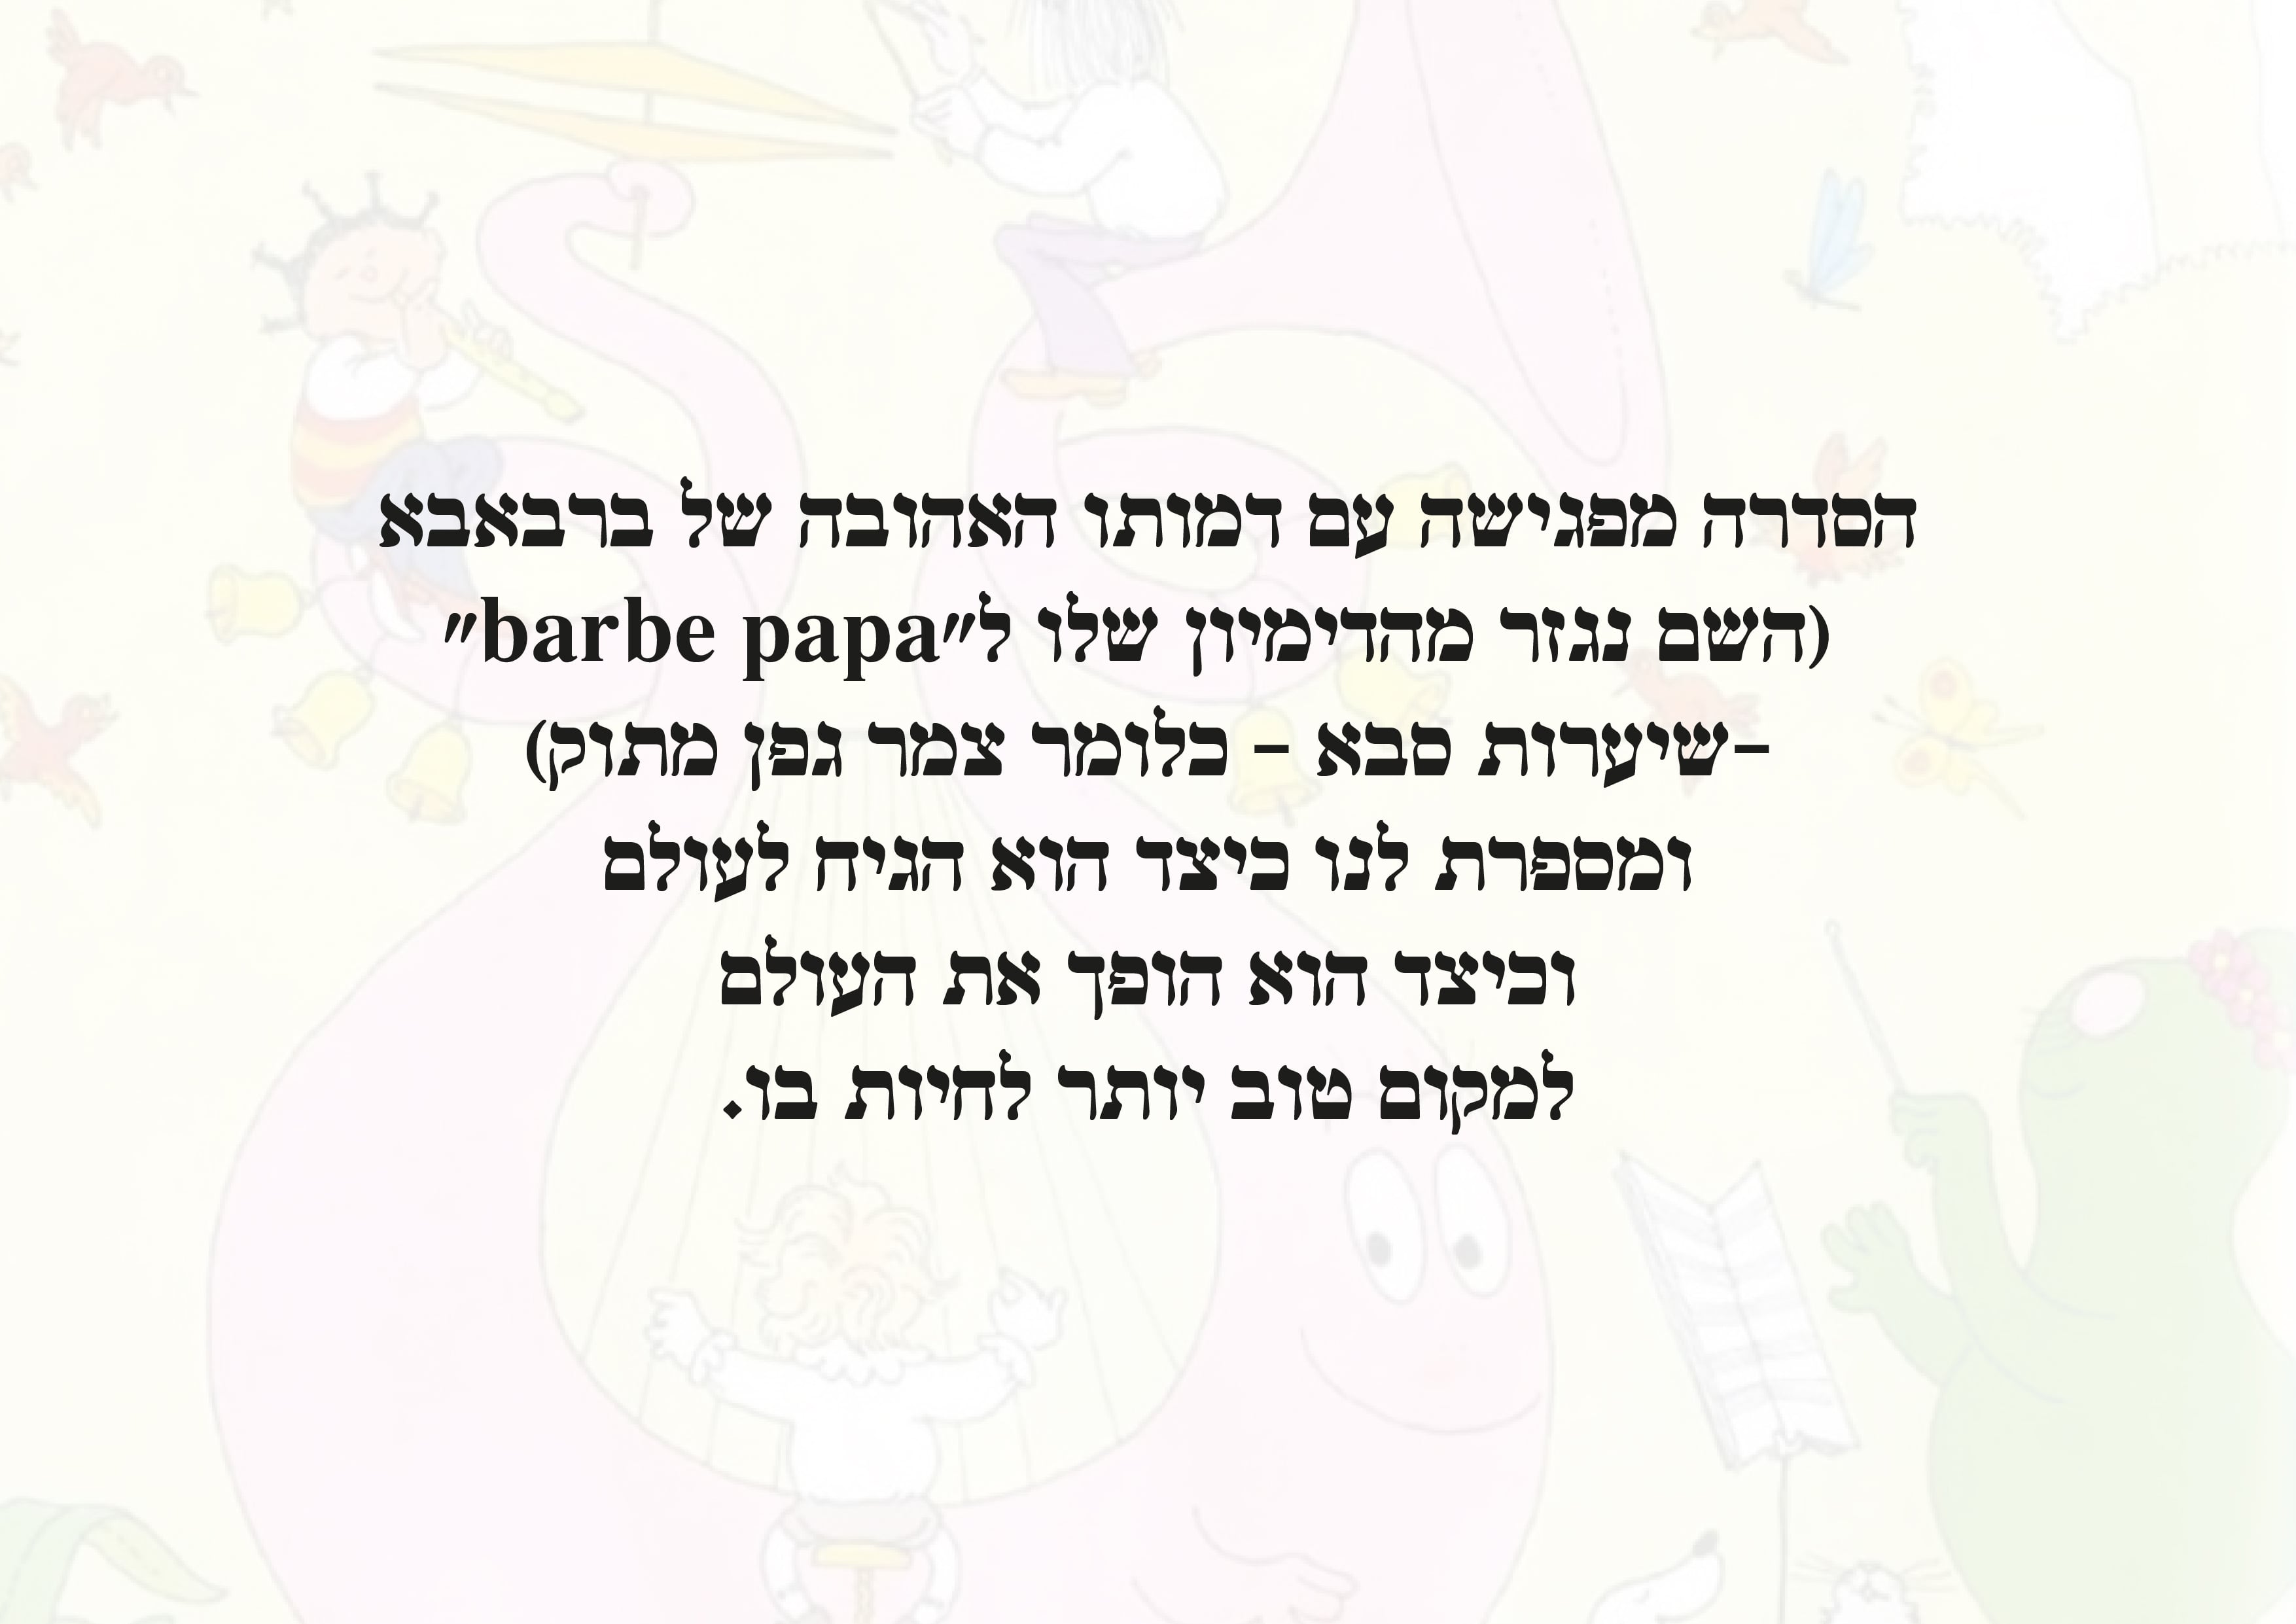 הסדרה מפגישה עם דמותו האהובה של ברבאבא
(השם נגזר מהדימיון שלו ל"barbe papa"
-שיערות סבא - כלומר צמר גפן מתוק)
ומספרת לנו כיצד הוא הגיח לעולם
וכיצד הוא הופך את העולם
למקום טוב יותר לחיות בו.